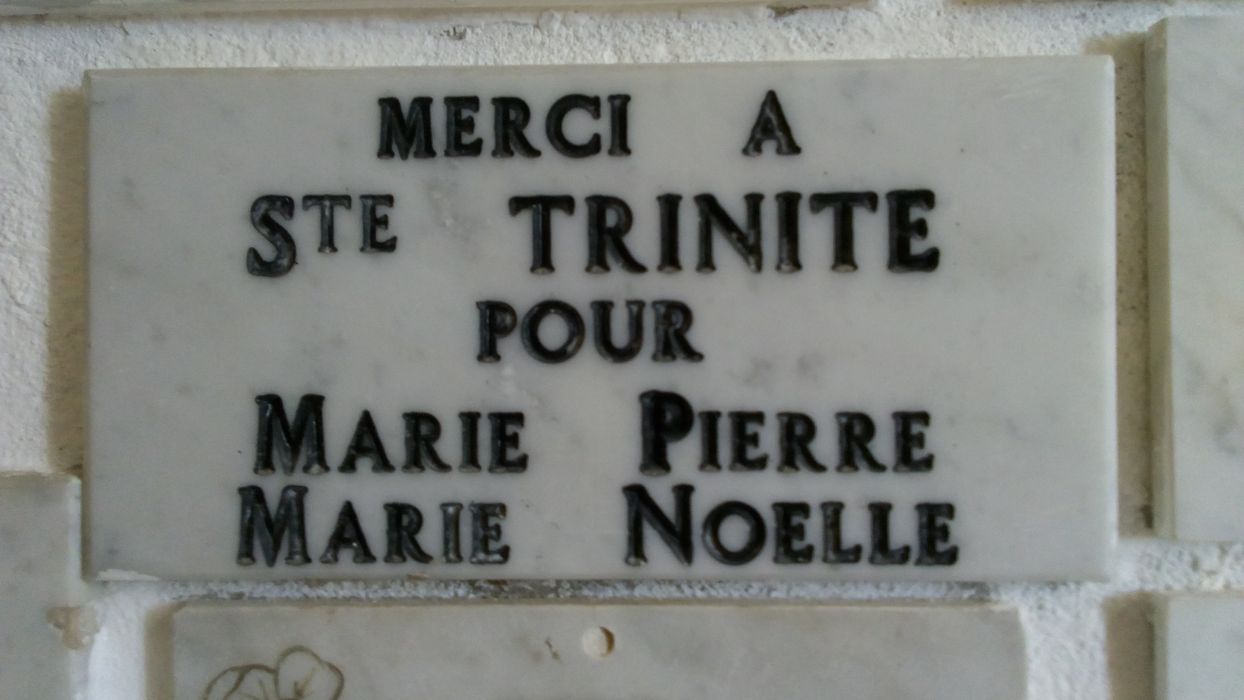 MERCI A
STE TRINITE
POUR
MARIE PIERRE
MARIE NOELLE